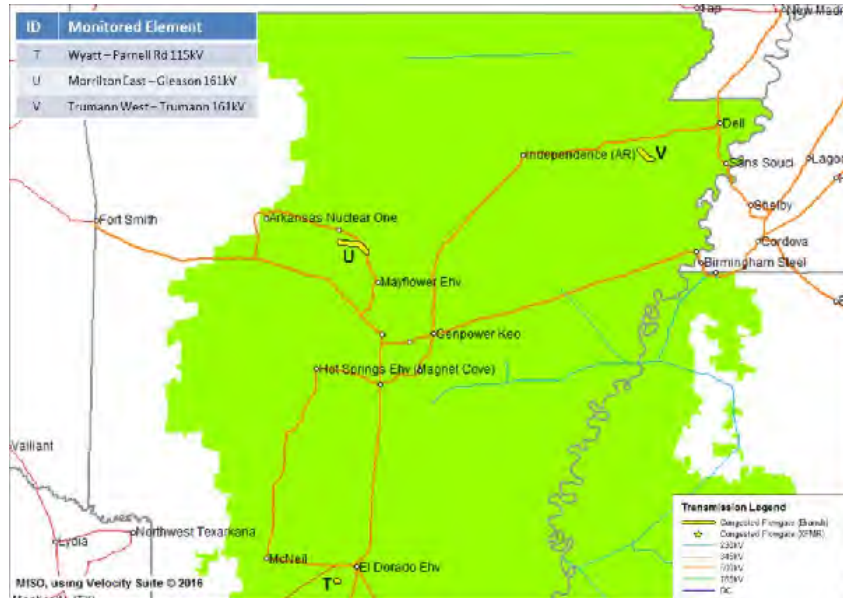 ID Monitored Element
T Wyatt – Parnell Rd 115kV
U Morrilton East – Gleason 161kV
V Trumann West – Trumann 161kV
New Madr
Dell
Independence (AR)
V
Sans Souci
Lagoo
Shelby
Fort Smith
Arkansas Nuclear One
Cordova
U
Birmingham Steel
Mayflower Ehv
Genpower Keo
Hot Springs Ehv (Magnet Cove)
Valliant
Transmission Legend
Congested Flowgate (Branch)
Congested Flowgate (XFMR)
230kV
345kV
500kV
DC
Lydia
Northwest Texarkana
McNeil
El Dorado Ehv
T
MISO, using Velocity Suite © 2016